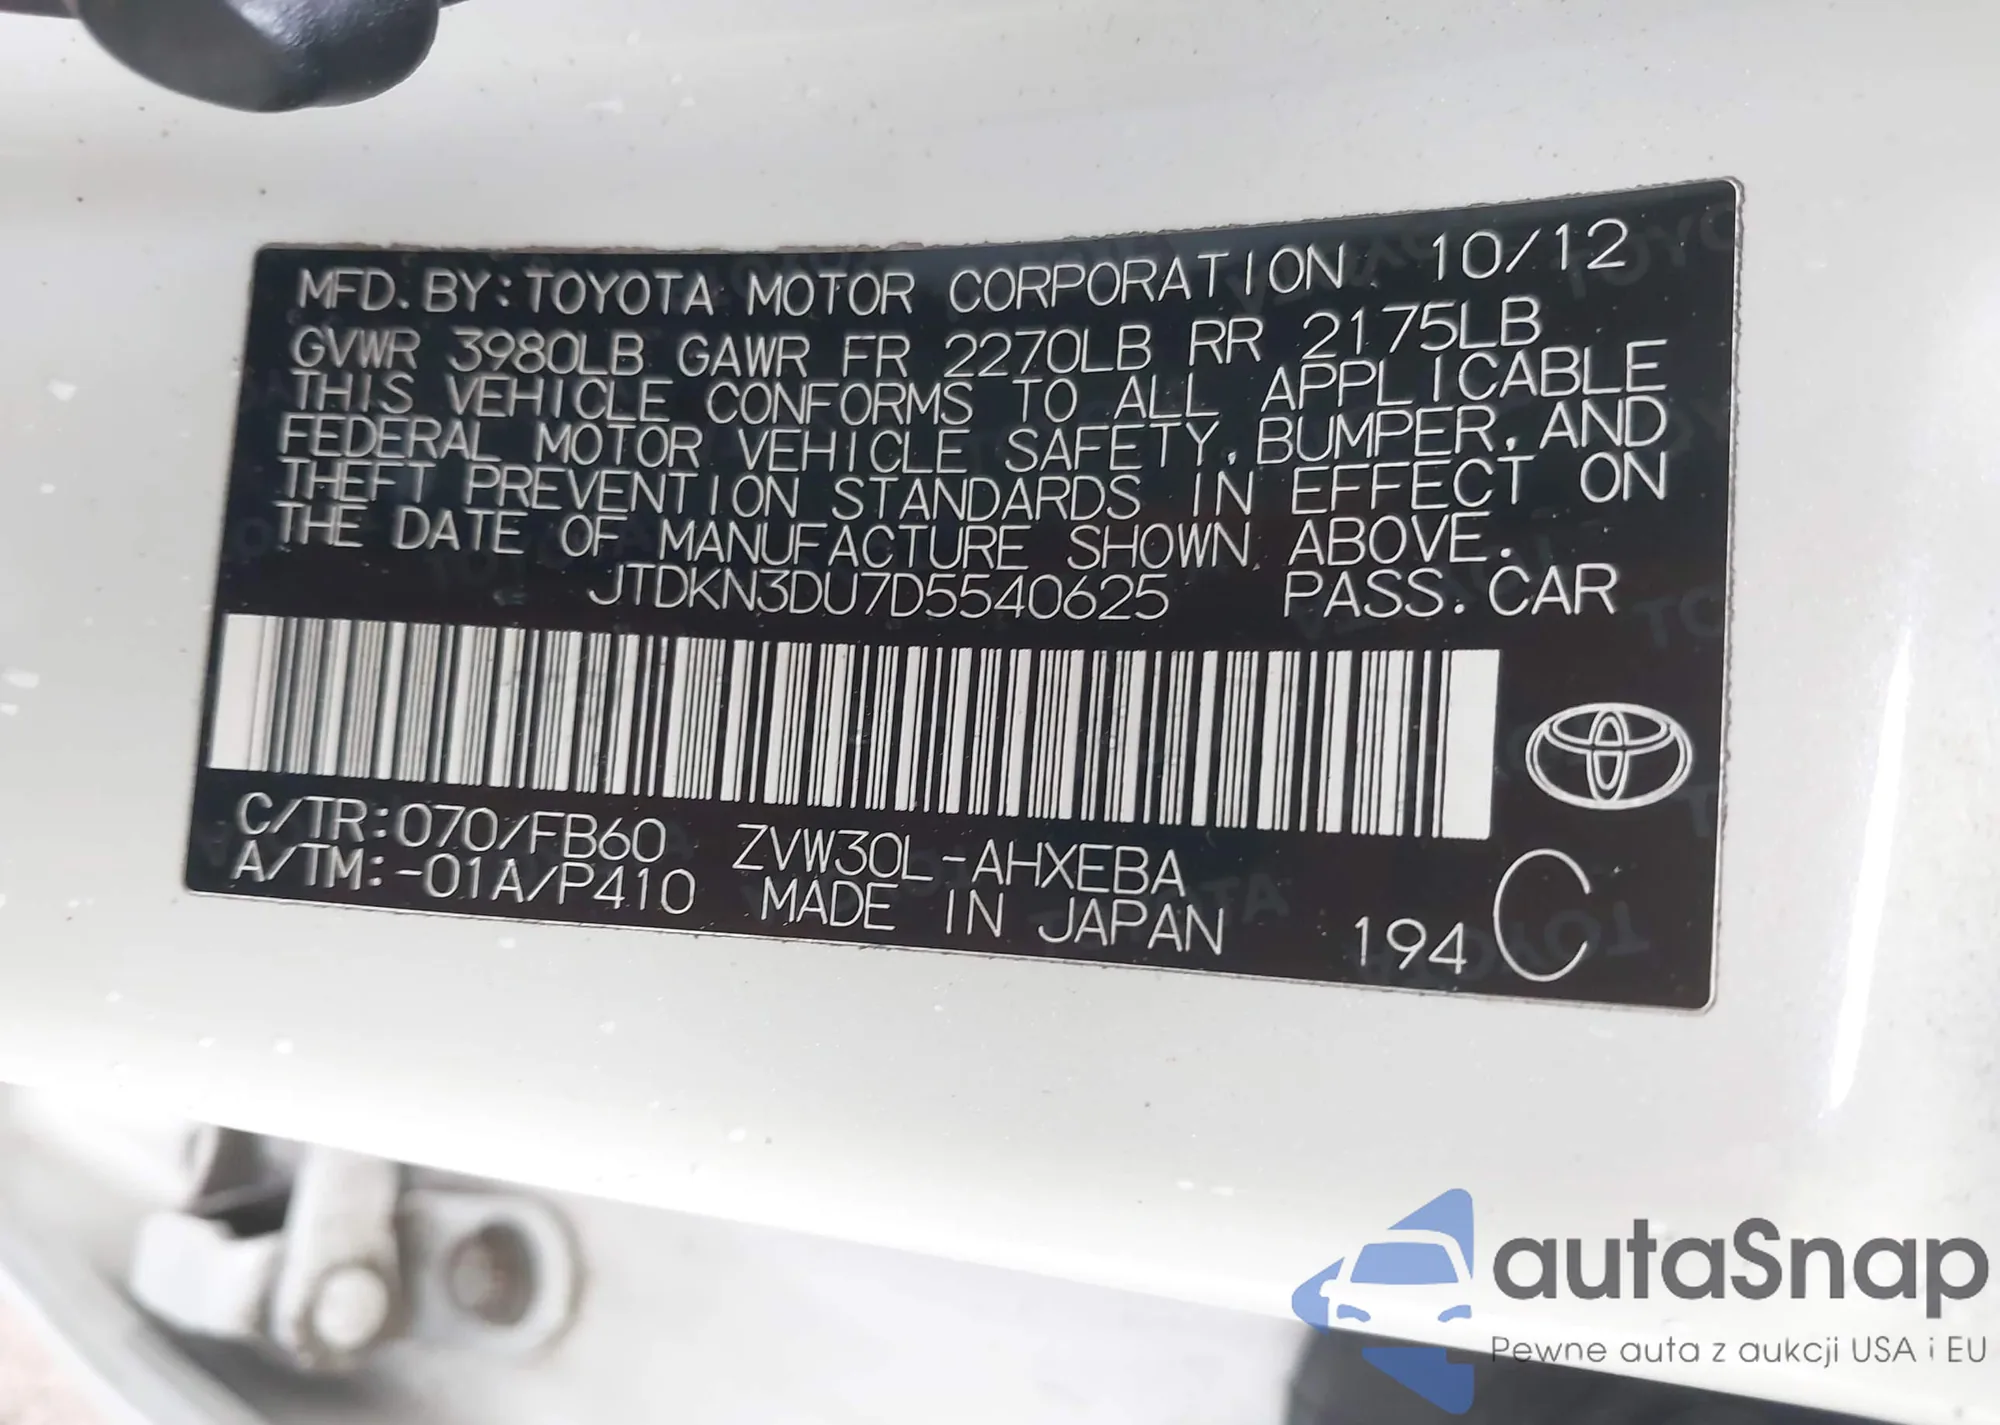 MFD. BY: TOYOTA MOTOR CORPORATION 10/12
GVWR 3980LB GAWR FR 2270LB RR 2175LB
THIS VEHICLE CONFORMS TO ALL APPLICABLE
FEDERAL MOTOR VEHICLE SAFETY, BUMPER, AND
THEFT PREVENTION STANDARDS IN EFFECT ON
THE DATE OF MANUFACTURE SHOWN ABOVE.
JTDKN3DU7D5540625 PASS. CAR
C/TR:070/FB60 ZVW30L-AHXEBA
A/TM:-01A/P410 MADE IN JAPAN 194 C
autaSnap
Pewne auta z aukcji USA i EU